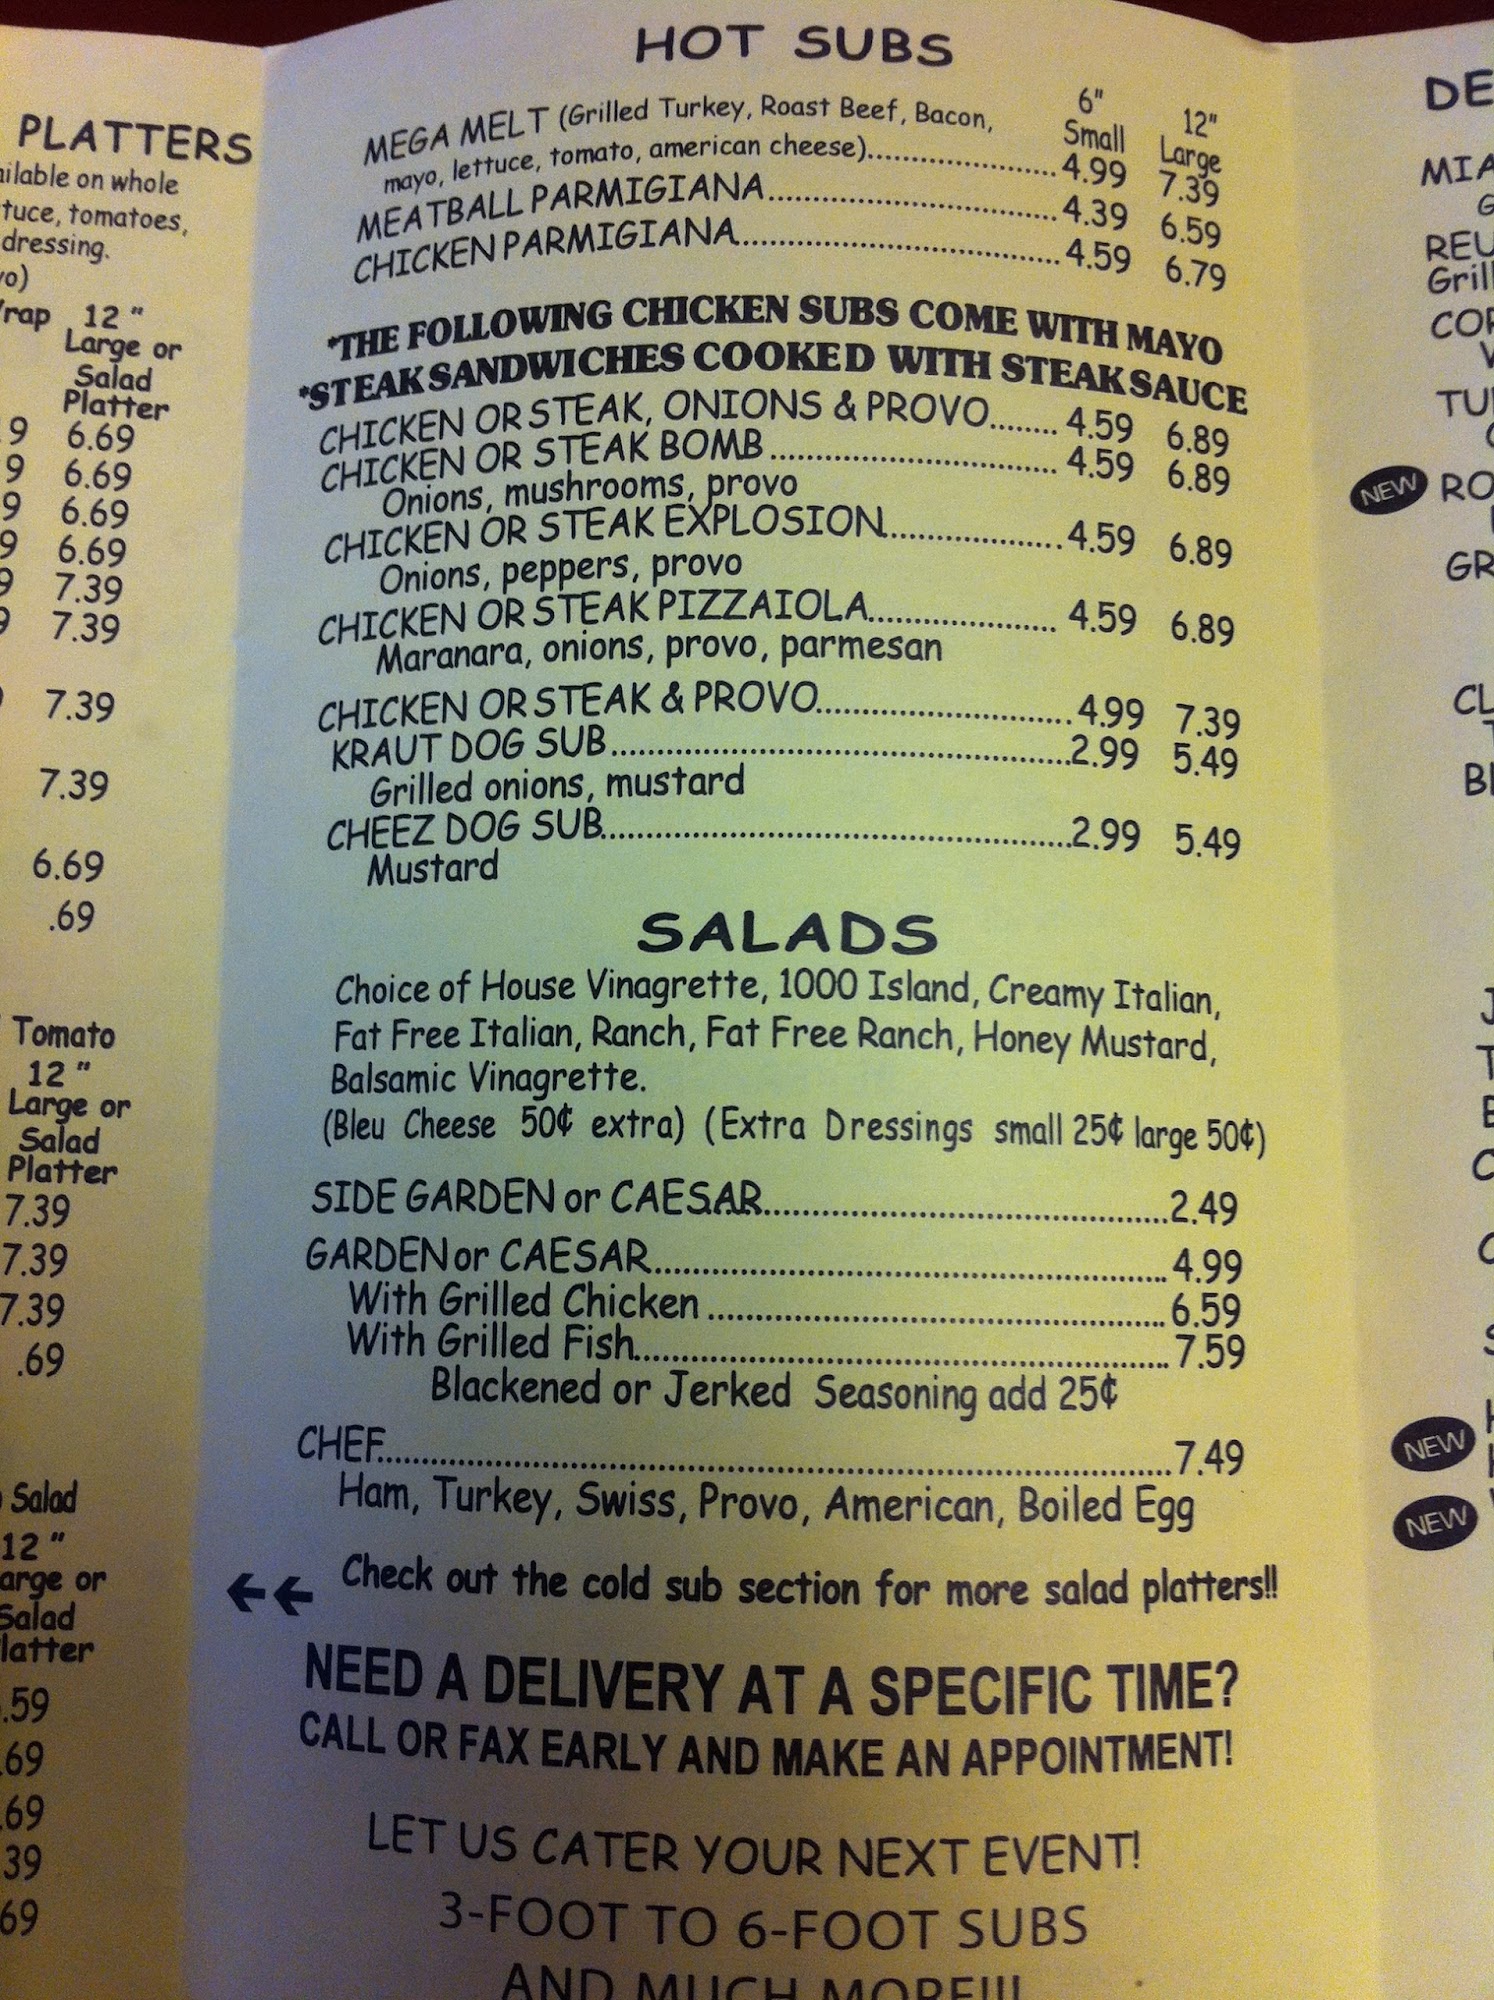 PLATTERS
on whole
tomatoes,
dressing.
12 "
Large or
Salad
Platter
6.69
6.69
6.69
6.69
7.39
7.39
7.39
7.39
6.69
.69
Tomato
12 "
Large or
Salad
Platter
7.39
7.39
7.39
.69
Salad
12 "
or
Salad
HOT SUBS
6" 12"
Small Large
MEGA MELT (Grilled Turkey, Roast Beef, Bacon,
mayo, lettuce, tomato, american cheese)..................... 4.99 7.39
MEATBALL PARMIGIANA................................ 4.39 6.59
CHICKEN PARMIGIANA................................... 4.59 6.79
*THE FOLLOWING CHICKEN SUBS COME WITH MAYO
*STEAK SANDWICHES COOKED WITH STEAK SAUCE
CHICKEN OR STEAK, ONIONS & PROVO........ 4.59 6.89
CHICKEN OR STEAK BOMB ................................ 4.59 6.89
Onions, mushrooms, provo
CHICKEN OR STEAK EXPLOSION.................... 4.59 6.89
Onions, peppers, provo
CHICKEN OR STEAK PIZZAIOLA..................... 4.59 6.89
Maranara, onions, provo, parmesan
CHICKEN OR STEAK & PROVO............................ 4.99 7.39
KRAUT DOG SUB ...................................................2.99 5.49
Grilled onions, mustard
CHEEZ DOG SUB....................................................2.99 5.49
Mustard
SALADS
Choice of House Vinagrette, 1000 Island, Creamy Italian,
Fat Free Italian, Ranch, Fat Free Ranch, Honey Mustard,
Balsamic Vinagrette.
(Bleu Cheese 50¢ extra) (Extra Dressings small 25¢ large 50¢)
SIDE GARDEN or CAESAR..............................................2.49
GARDEN or CAESAR......................................................... 4.99
With Grilled Chicken ................................................... 6.59
With Grilled Fish........................................................... 7.59
Blackened or Jerked Seasoning add 25¢
CHEF........................................................................................7.49
Ham, Turkey, Swiss, Provo, American, Boiled Egg
←← Check out the cold sub section for more salad platters!!
NEED A DELIVERY AT A SPECIFIC TIME?
CALL OR FAX EARLY AND MAKE AN APPOINTMENT!
LET US CATER YOUR NEXT EVENT!
3-FOOT TO 6-FOOT SUBS
AND MUCH MORE!!!
NEW
NEW
NEW